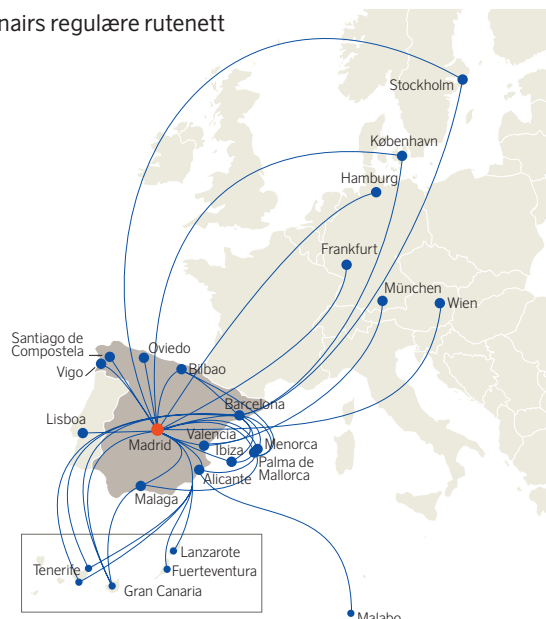 nairs regulære rutenett
Stockholm
København
Hamburg
Frankfurt
München
Wien
Santiago de
Compostela
Oviedo
Vigo
Bilbao
Barcelona
Lisboa
Madrid
Valencia
Menorca
Ibiza
Palma de
Mallorca
Alicante
Malaga
Lanzarote
Tenerife
Fuerteventura
Gran Canaria
Malabo